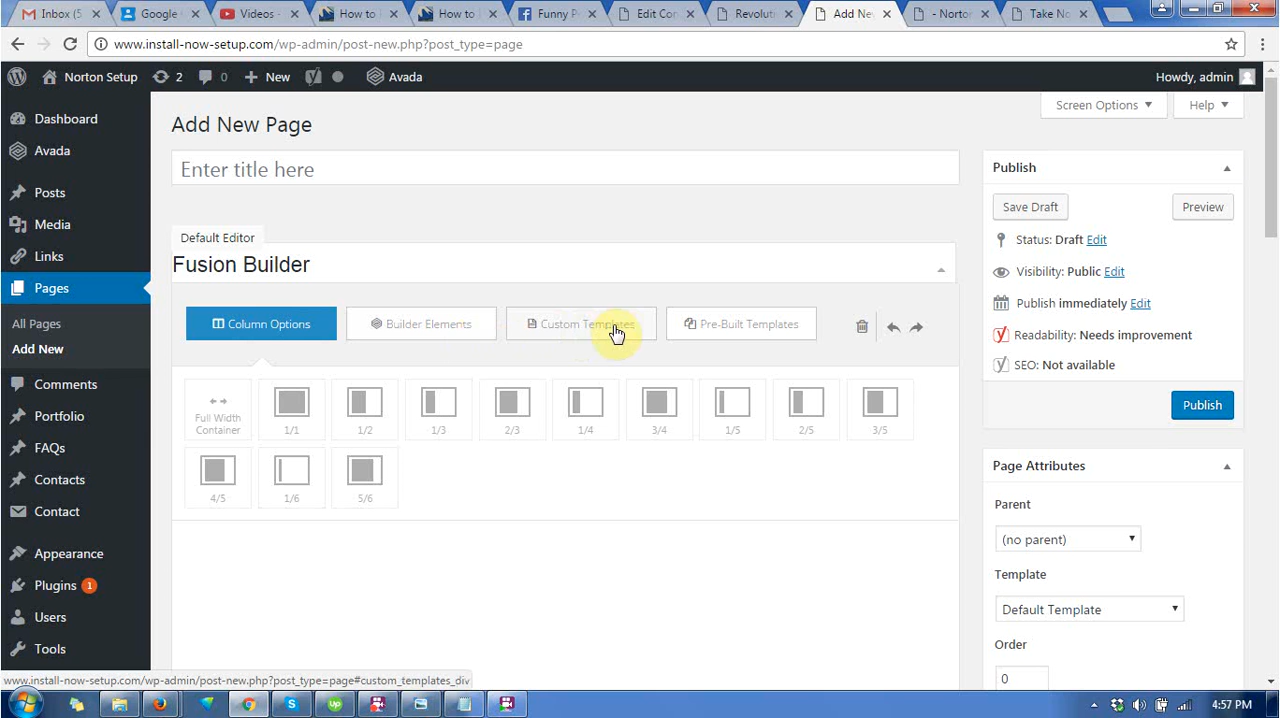 Inbox (5
Google
Videos -
How to
How to
Funny P
Edit Cor
Revolut
Add Nev
- Norto
Take No
www.install-now-setup.com/wp-admin/post-new.php?post_type=page
Norton Setup
2
0
New
Avada
Howdy, admin
Screen Options
Help
Dashboard
Avada
Posts
Media
Links
Pages
All Pages
Add New
Comments
Portfolio
FAQs
Contacts
Contact
Appearance
Plugins 1
Users
Tools
Add New Page
Enter title here
Default Editor
Fusion Builder
Column Options
Builder Elements
Custom Templates
Pre-Built Templates
Full Width
Container
1/1
1/2
1/3
2/3
1/4
3/4
1/5
2/5
3/5
4/5
1/6
5/6
Publish
Save Draft
Preview
Status: Draft Edit
Visibility: Public Edit
Publish immediately Edit
Readability: Needs improvement
SEO: Not available
Publish
Page Attributes
Parent
(no parent)
Template
Default Template
Order
0
www.install-now-setup.com/wp-admin/post-new.php?post_type=page#custom_templates_div
4:57 PM